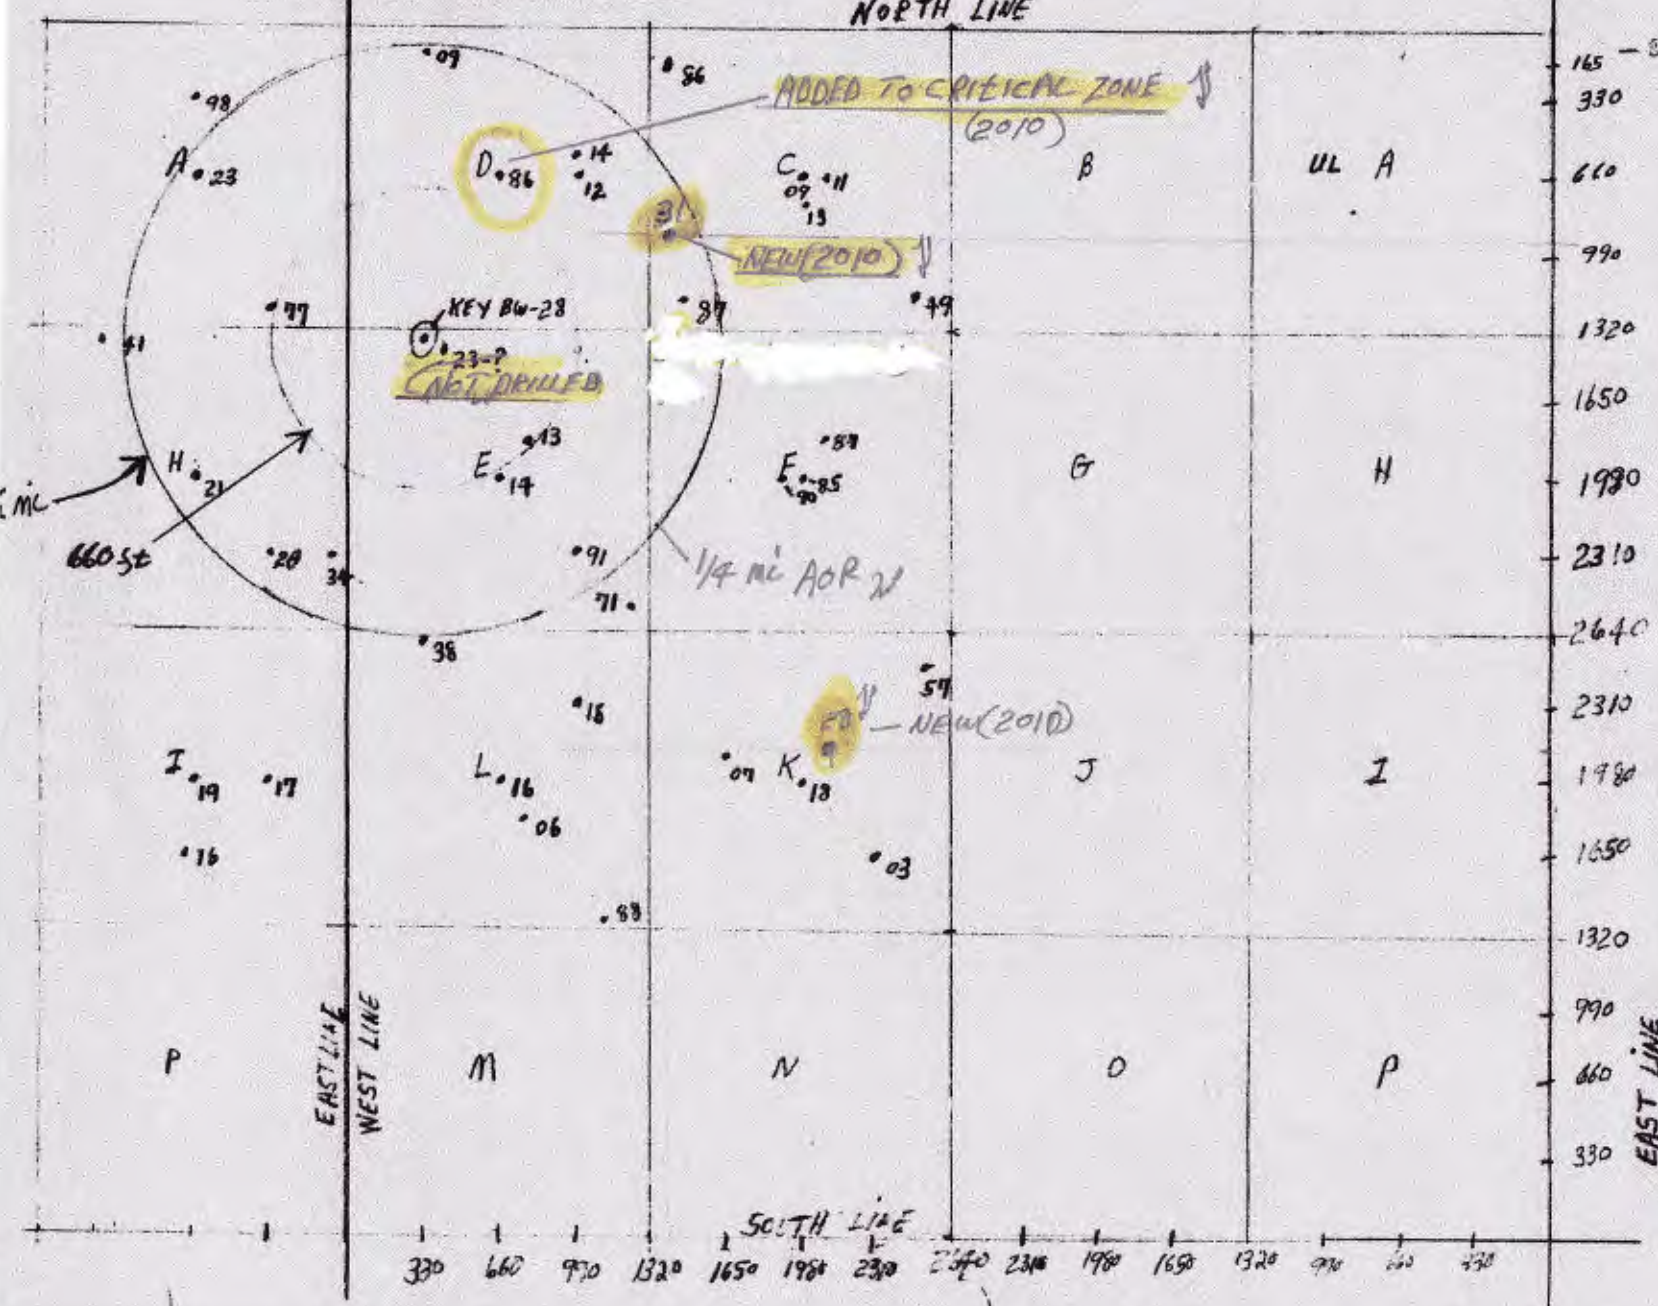 NORTH LINE
09
86
165
98
ADDED TO CRITICAL ZONE
330
(2010)
A
23
D
86
14
12
C
09
11
13
B
UL A
660
31
NEW (2010)
990
77
KEY BW-28
87
79
1320
41
23-?
(NOT DRILLED
1650
13
87
H
21
E
14
F
85
90
G
H
1980
mi
660 ft
28
34
91
1/4 mi AOR
2310
71
2640
38
57
18
NEW (2010)
2310
I
19
17
L
16
07
K
18
J
I
1980
06
16
03
1650
88
1320
EAST LINE
WEST LINE
990
P
M
N
O
P
660
330
EAST LINE
SOUTH LINE
330 660 990 1320 1650 1980 2310 2640 2310 1980 1650 1320 990 660 330